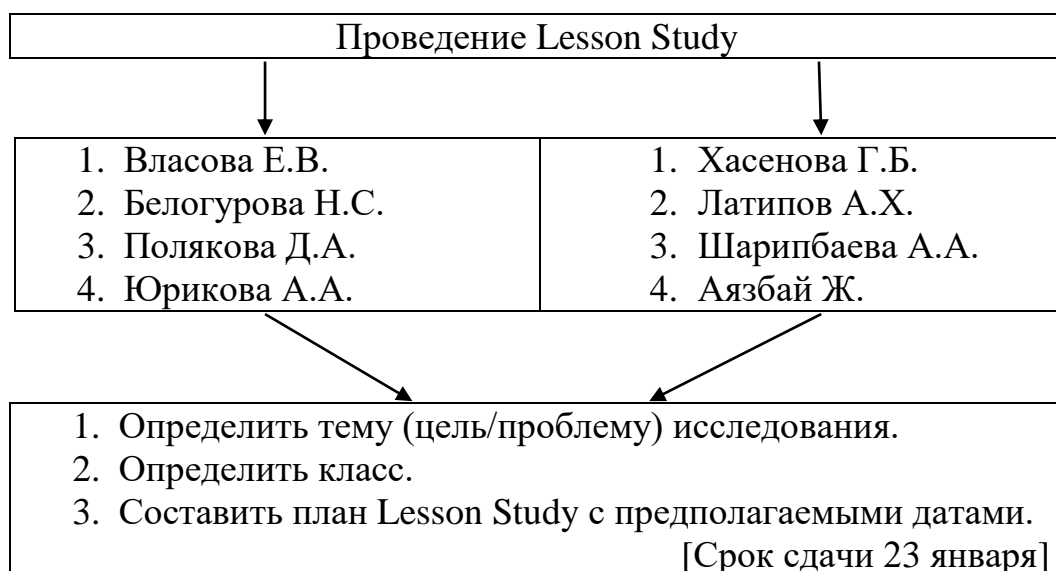 Проведение Lesson Study
1. Власова Е.В.
2. Белогурова Н.С.
3. Полякова Д.А.
4. Юрикова А.А.
1. Хасенова Г.Б.
2. Латипов А.Х.
3. Шарипбаева А.А.
4. Аязбай Ж.
1. Определить тему (цель/проблему) исследования.
2. Определить класс.
3. Составить план Lesson Study с предполагаемыми датами.
[Срок сдачи 23 января]